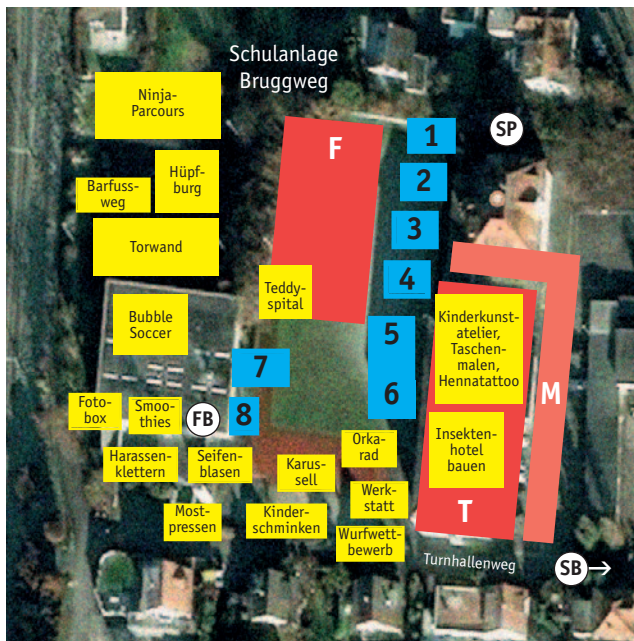 Schulanlage
Bruggweg
Ninja-
Parcours
F
1
SP
2
Hüpf-
burg
Barfuss-
weg
3
Torwand
4
Teddy-
spital
Bubble
Soccer
5
Kinderkunst-
atelier,
Taschen-
malen,
Hennatattoo
7
6
M
Foto-
box
Smoo-
thies
FB
8
Orka-
rad
Insekten-
hotel
bauen
Harassen-
klettern
Seifen-
blasen
Karus-
sell
Werk-
statt
T
Most-
pressen
Kinder-
schminken
Wurfwett-
bewerb
Turnhallenweg
SB→